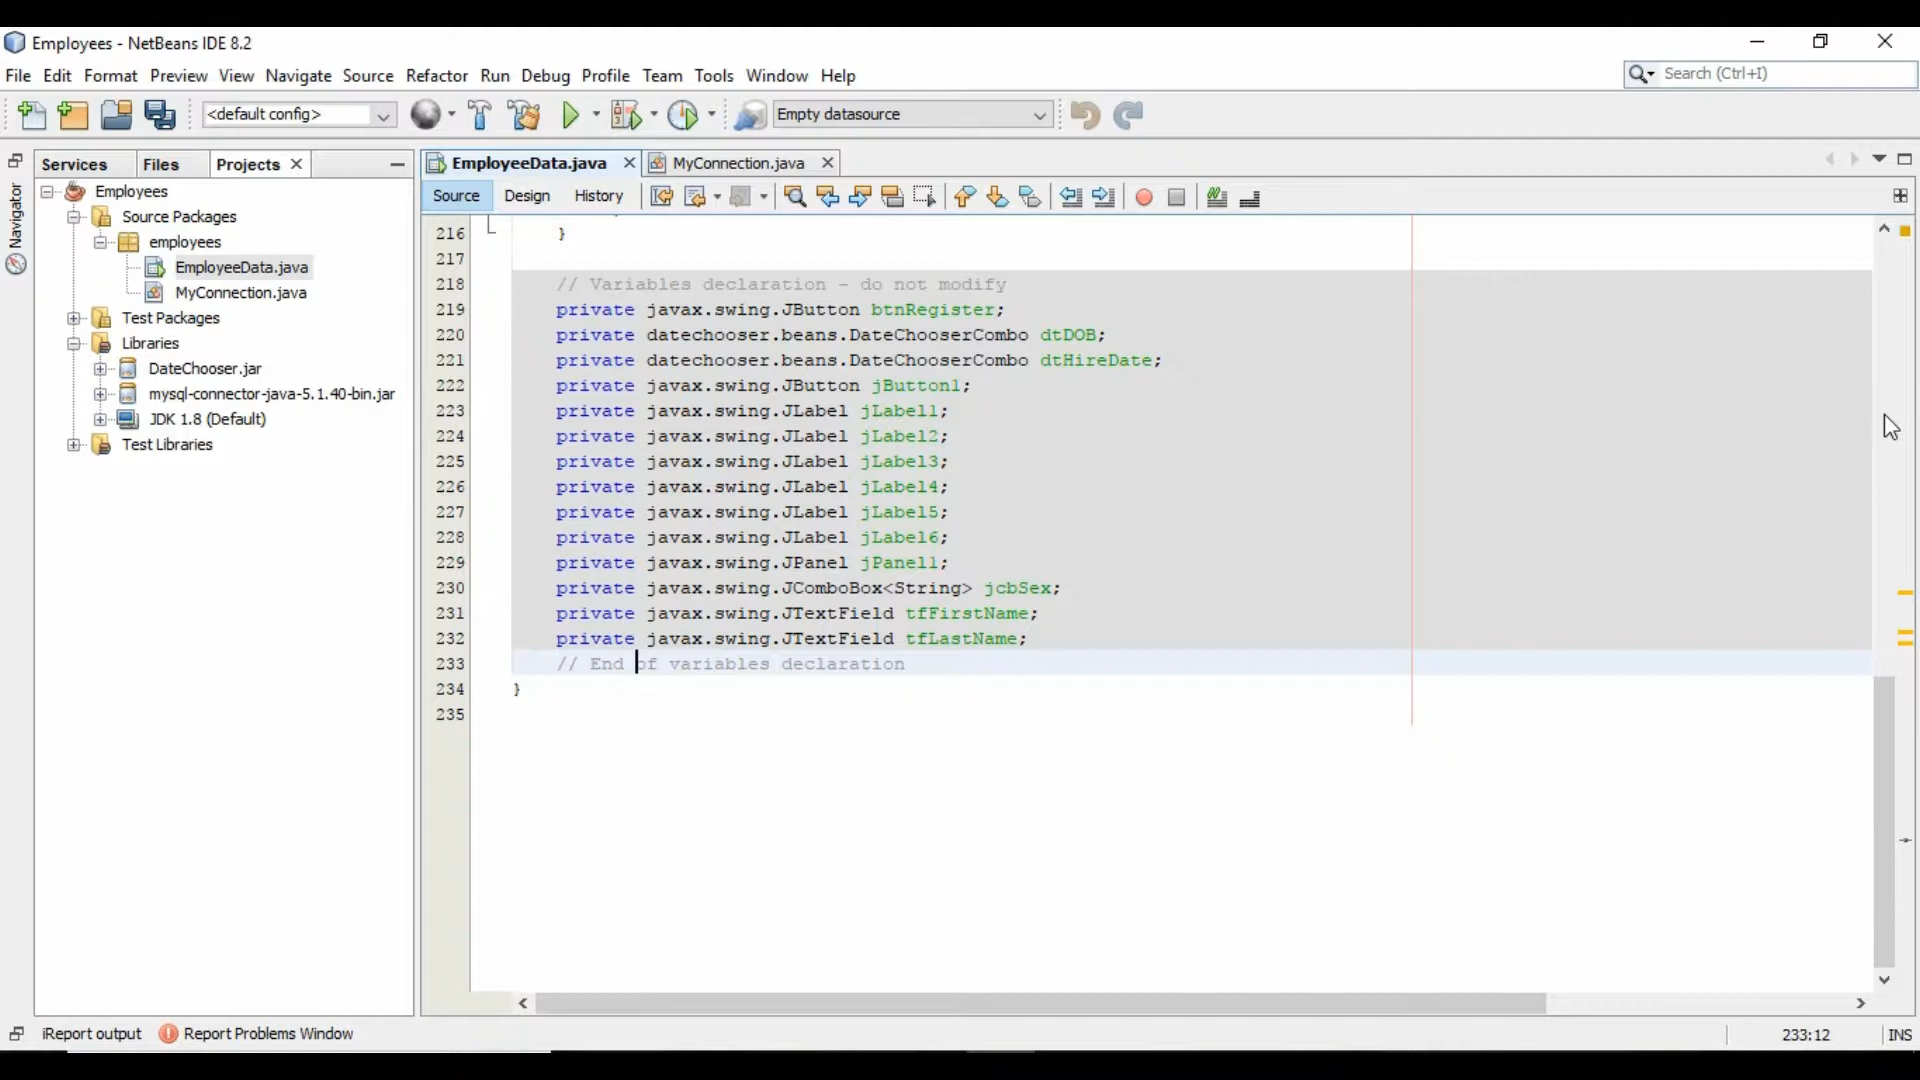 Employees - NetBeans IDE 8.2
File Edit Format Preview View Navigate Source Refactor Run Debug Profile Team Tools Window Help
Search (Ctrl+I)
<default config>
Empty datasource
Services Files Projects
EmployeeData.java MyConnection.java
Source Design History
Navigator
Employees
Source Packages
employees
EmployeeData.java
MyConnection.java
Test Packages
Libraries
DateChooser.jar
mysql-connector-java-5.1.40-bin.jar
JDK 1.8 (Default)
Test Libraries
216 }
217
218 // Variables declaration - do not modify
219 private javax.swing.JButton btnRegister;
220 private datechooser.beans.DateChooserCombo dtDOB;
221 private datechooser.beans.DateChooserCombo dtHireDate;
222 private javax.swing.JButton jButton1;
223 private javax.swing.JLabel jLabel1;
224 private javax.swing.JLabel jLabel2;
225 private javax.swing.JLabel jLabel3;
226 private javax.swing.JLabel jLabel4;
227 private javax.swing.JLabel jLabel5;
228 private javax.swing.JLabel jLabel6;
229 private javax.swing.JPanel jPanel1;
230 private javax.swing.JComboBox<String> jcbSex;
231 private javax.swing.JTextField tfFirstName;
232 private javax.swing.JTextField tfLastName;
233 // End of variables declaration
234 }
235
iReport output Report Problems Window
233:12 INS